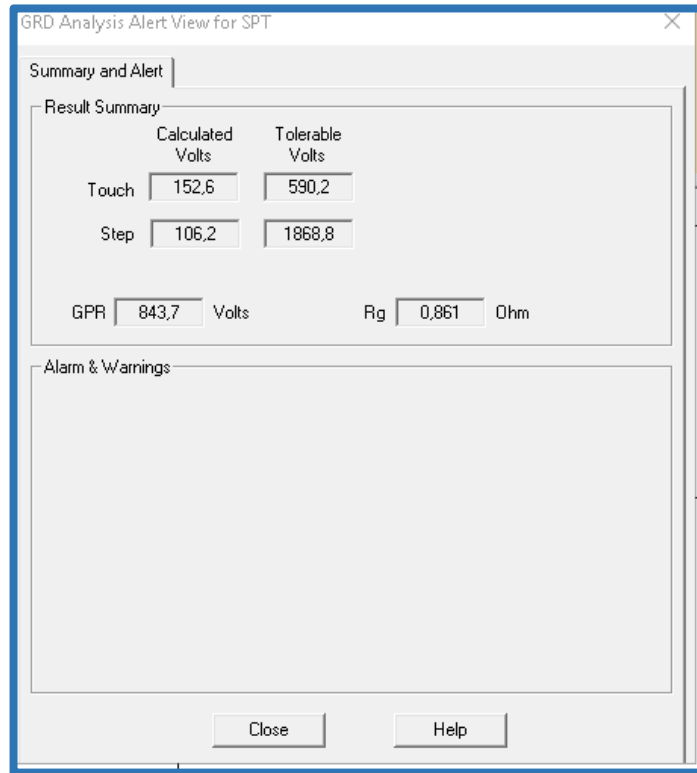 GRD Analysis Alert View for SPT
Summary and Alert
Result Summary
Calculated Volts
Tolerable Volts
Touch 152,6 590,2
Step 106,2 1868,8
GPR 843,7 Volts Rg 0,861 Ohm
Alarm & Warnings
Close Help